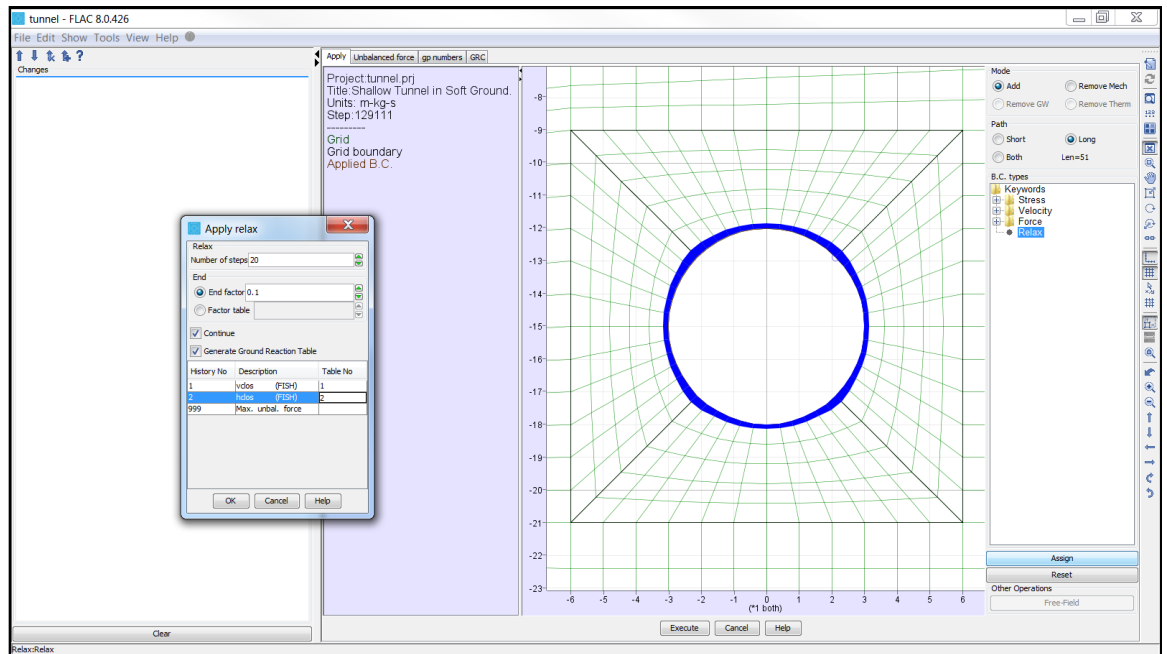 tunnel - FLAC 8.0.426
File Edit Show Tools View Help
Changes
Apply Unbalanced force gp numbers GRC
Project:tunnel.prj
Title:Shallow Tunnel in Soft Ground.
Units: m-kg-s
Step:129111
---------
Grid
Grid boundary
Applied B.C.
-8
-9
-10
-11
-12
-13
-14
-15
-16
-17
-18
-19
-20
-21
-22
-23
-6 -5 -4 -3 -2 -1 0 1 2 3 4 5 6
(*1 both)
Execute Cancel Help
Apply relax
Relax
Number of steps 20
End
End factor 0.1
Factor table
Continue
Generate Ground Reaction Table
History No Description Table No
1 vclos (FISH) 1
2 hclos (FISH) 2
999 Max. unbal. force
OK Cancel Help
Mode
Add Remove Mech
Remove GW Remove Therm
Path
Short Long
Both Len=51
B.C. types
Keywords
Stress
Velocity
Force
Relax
Assign
Reset
Other Operations
Free-Field
Clear
Relax:Relax